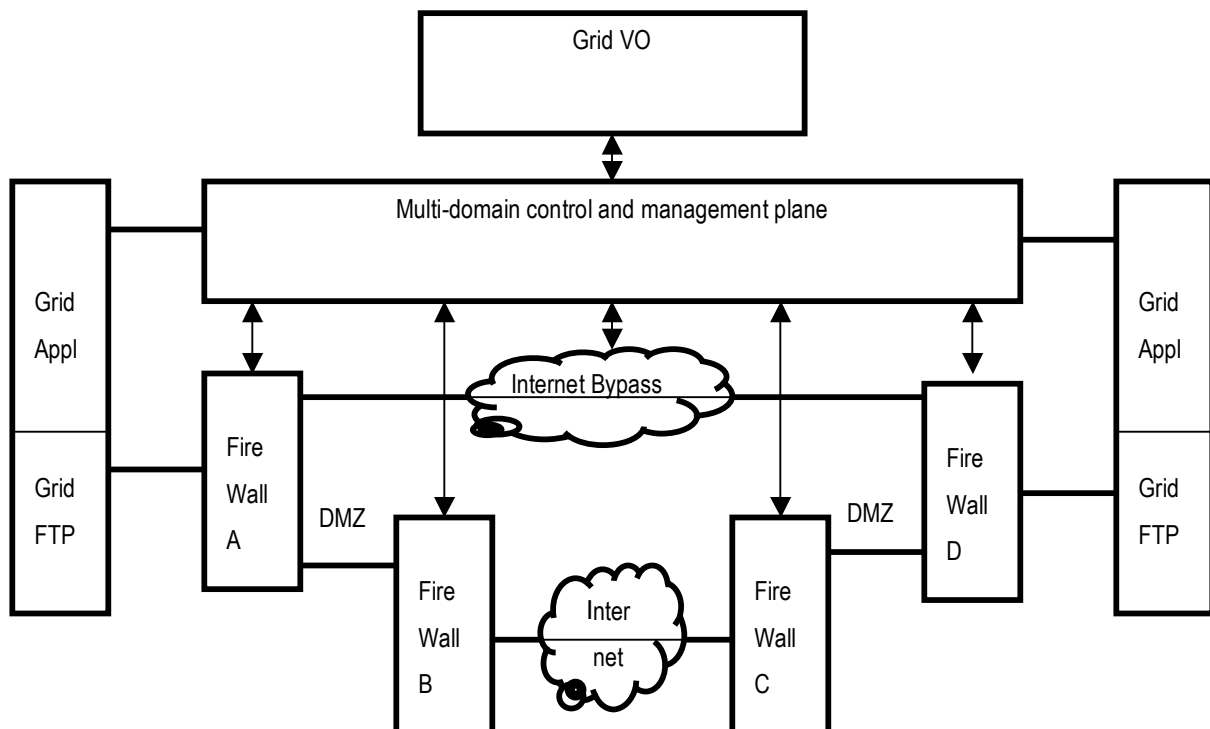 Grid VO
Multi-domain control and management plane
Grid
Appl
Grid
FTP
Grid
Appl
Grid
FTP
Internet Bypass
Fire
Wall
A
DMZ
Fire
Wall
B
Inter
net
Fire
Wall
C
DMZ
Fire
Wall
D